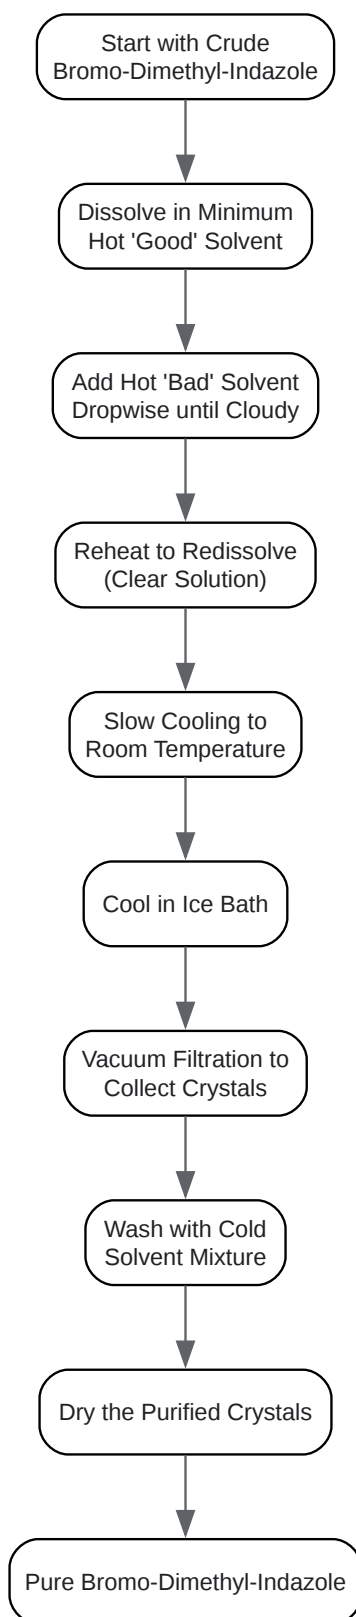 Start with Crude
Bromo-Dimethyl-Indazole
Dissolve in Minimum
Hot 'Good' Solvent
Add Hot 'Bad' Solvent
Dropwise until Cloudy
Reheat to Redissolve
(Clear Solution)
Slow Cooling to
Room Temperature
Cool in Ice Bath
Vacuum Filtration to
Collect Crystals
Wash with Cold
Solvent Mixture
Dry the Purified Crystals
Pure Bromo-Dimethyl-Indazole